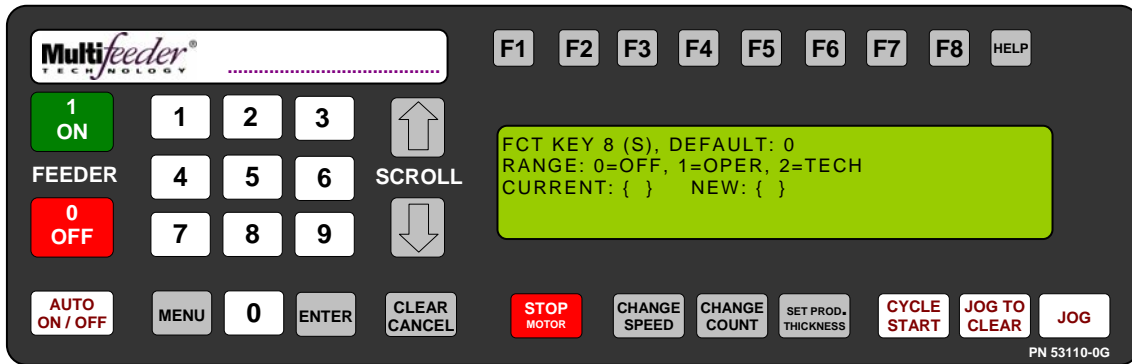 Multifeeder®
TECHNOLOGY
F1 F2 F3 F4 F5 F6 F7 F8 HELP
1
ON
FEEDER
0
OFF
1 2 3
4 5 6
7 8 9
SCROLL
FCT KEY 8 (S), DEFAULT: 0
RANGE: 0=OFF, 1=OPER, 2=TECH
CURRENT: { } NEW: { }
AUTO
ON / OFF
MENU
0
ENTER
CLEAR
CANCEL
STOP
MOTOR
CHANGE
SPEED
CHANGE
COUNT
SET PROD.
THICKNESS
CYCLE
START
JOG TO
CLEAR
JOG
PN 53110-0G